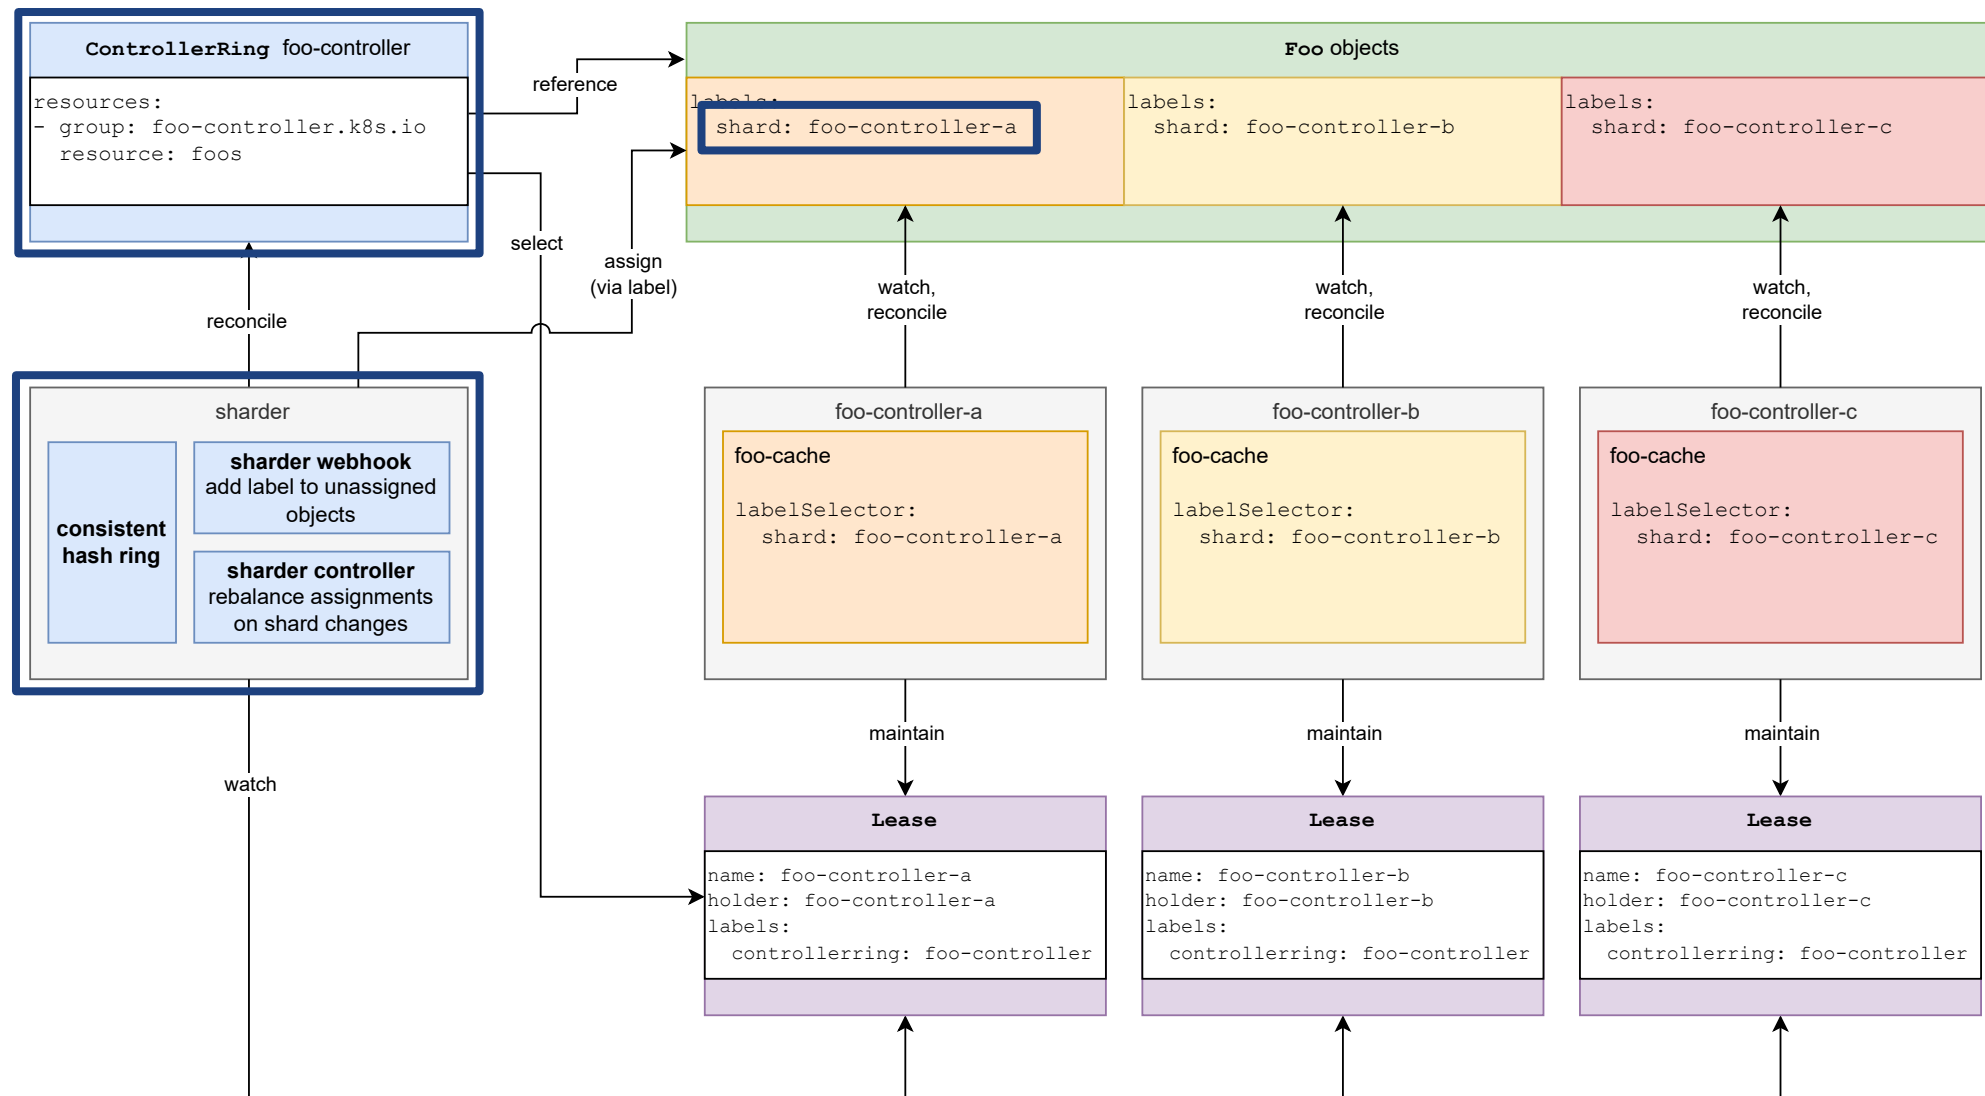 ControllerRing foo-controller
resources:
- group: foo-controller.k8s.io
resource: foos
reference
select
assign
(via label)
reconcile
Foo objects
labels:
shard: foo-controller-a
labels:
shard: foo-controller-b
labels:
shard: foo-controller-c
watch,
reconcile
watch,
reconcile
watch,
reconcile
sharder
consistent
hash ring
sharder webhook
add label to unassigned
objects
sharder controller
rebalance assignments
on shard changes
foo-controller-a
foo-cache
labelSelector:
shard: foo-controller-a
foo-controller-b
foo-cache
labelSelector:
shard: foo-controller-b
foo-controller-c
foo-cache
labelSelector:
shard: foo-controller-c
watch
maintain
maintain
maintain
Lease
name: foo-controller-a
holder: foo-controller-a
labels:
controllerring: foo-controller
Lease
name: foo-controller-b
holder: foo-controller-b
labels:
controllerring: foo-controller
Lease
name: foo-controller-c
holder: foo-controller-c
labels:
controllerring: foo-controller